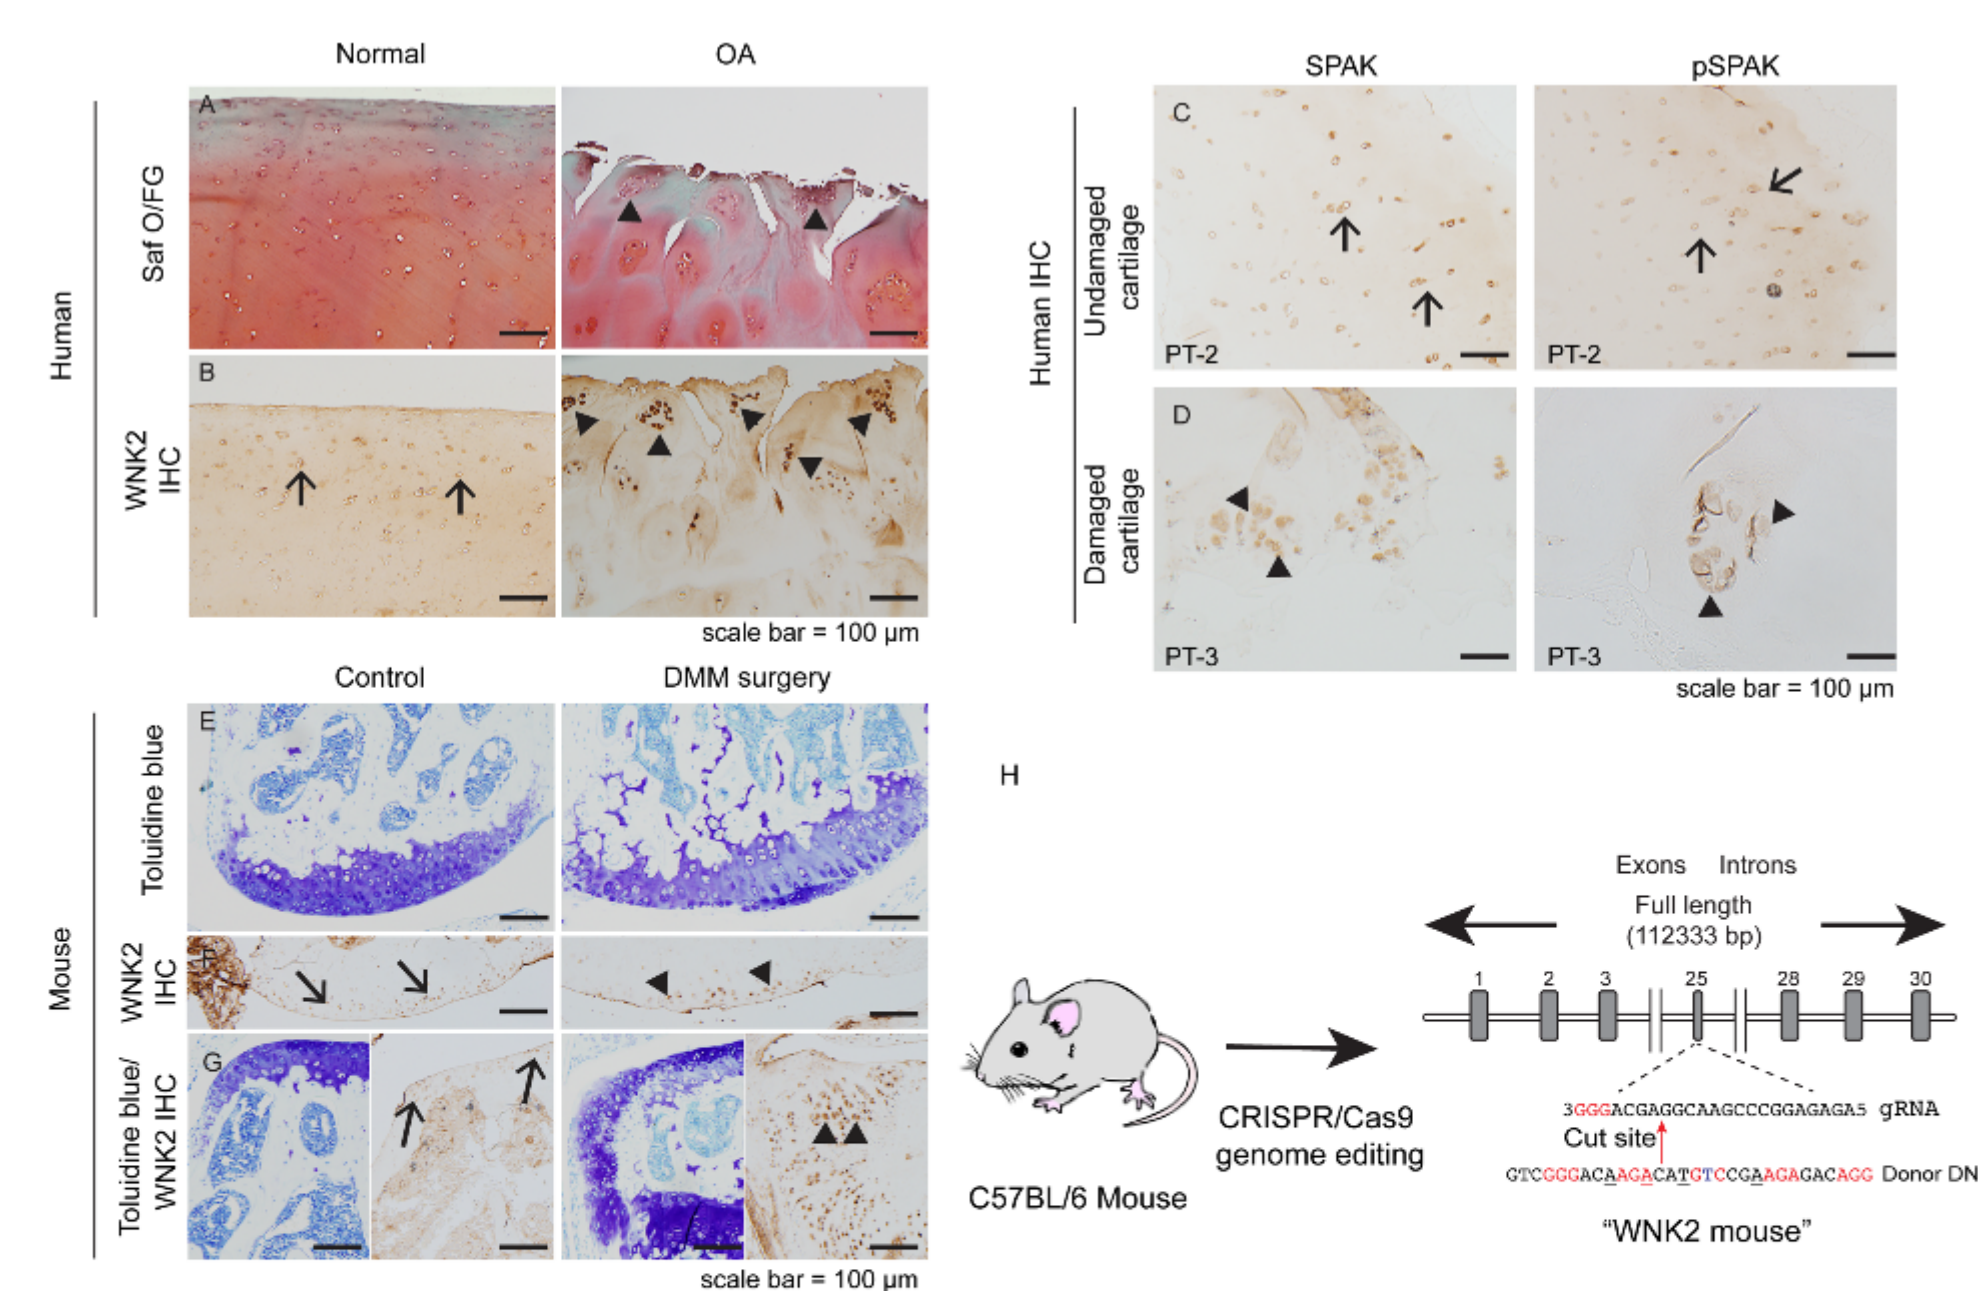 Normal
OA
Human
Saf O/FG
A
WNK2
IHC
B
scale bar = 100 µm
SPAK
pSPAK
Human IHC
Undamaged
cartilage
C
PT-2
PT-2
Damaged
cartilage
D
PT-3
PT-3
scale bar = 100 µm
Control
DMM surgery
Mouse
Toluidine blue
E
WNK2
IHC
F
Toluidine blue/
WNK2 IHC
G
scale bar = 100 µm
H
C57BL/6 Mouse
CRISPR/Cas9
genome editing
Exons Introns
Full length
(112333 bp)
1 2 3 25 28 29 30
3GGGACGAGGCAAGCCCGGAGAGA5 gRNA
Cut site
GTCGGGACAAGACATGTCCGAAGAGACAGG Donor DN
“WNK2 mouse”